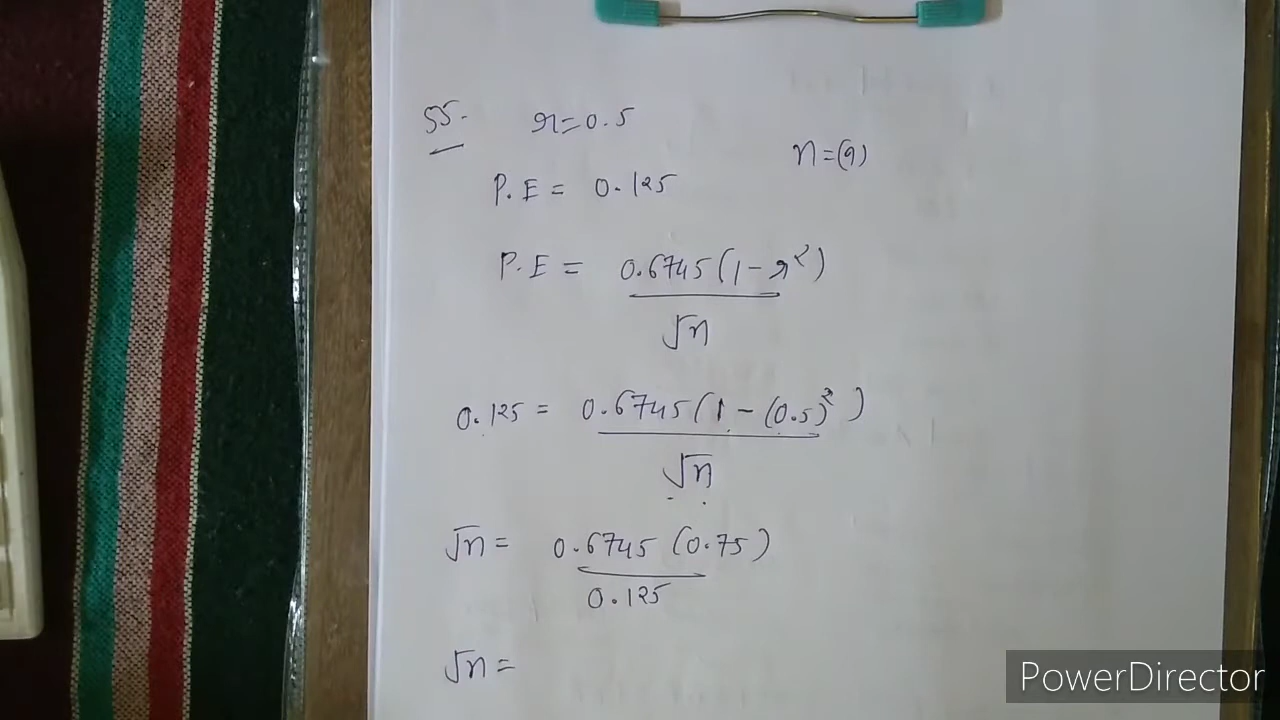 55. r=0.5
n=(?)
P.E = 0.125
P.E = 0.6745(1-r²)
√n
0.125 = 0.6745(1-(0.5)²)
√n
√n = 0.6745 (0.75)
0.125
√n =
PowerDirector